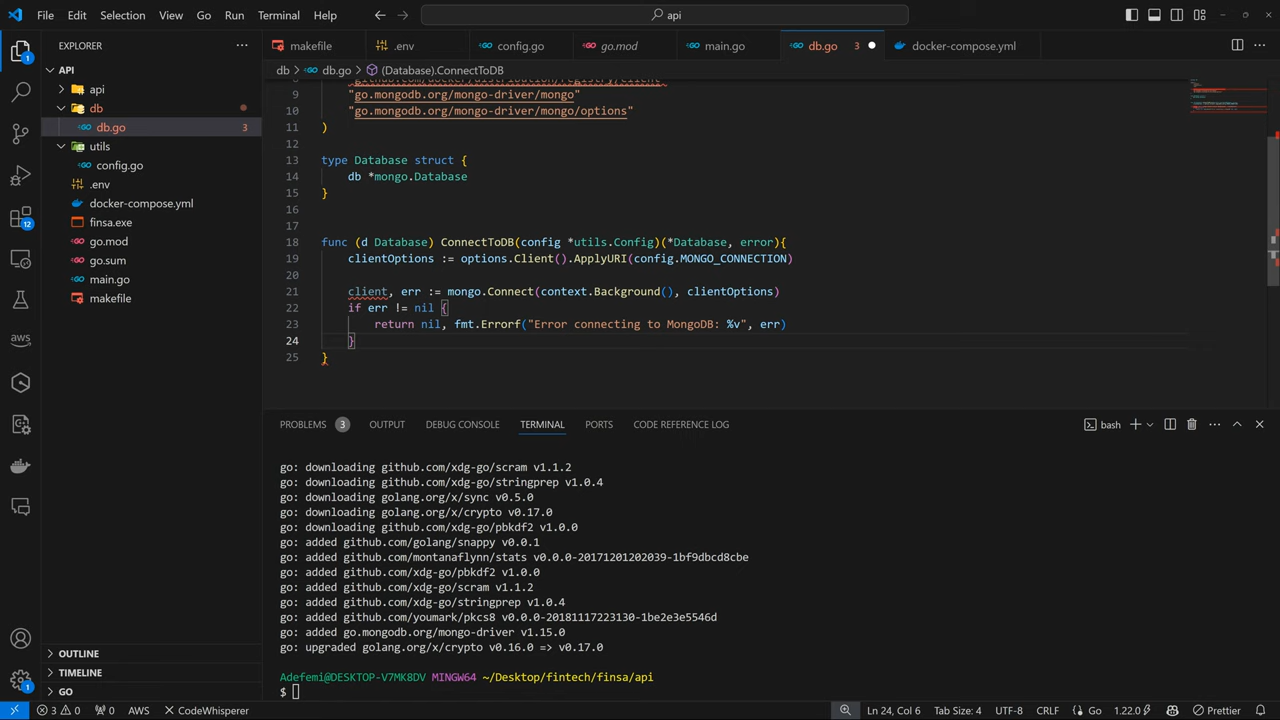 File Edit Selection View Go Run Terminal Help
api
EXPLORER
makefile
.env
config.go
go.mod
main.go
db.go 3
docker-compose.yml
API
db
db.go
(Database).ConnectToDB
api
db
db.go 3
utils
config.go
.env
docker-compose.yml
finsa.exe
go.mod
go.sum
main.go
makefile
8 "github.com/docker/distribution/registry/client"
9 "go.mongodb.org/mongo-driver/mongo"
10 "go.mongodb.org/mongo-driver/mongo/options"
11 )
12
13 type Database struct {
14 db *mongo.Database
15 }
16
17
18 func (d Database) ConnectToDB(config *utils.Config)(*Database, error){
19 clientOptions := options.Client().ApplyURI(config.MONGO_CONNECTION)
20
21 client, err := mongo.Connect(context.Background(), clientOptions)
22 if err != nil {
23 return nil, fmt.Errorf("Error connecting to MongoDB: %v", err)
24 }
25 }
PROBLEMS 3 OUTPUT DEBUG CONSOLE TERMINAL PORTS CODE REFERENCE LOG
bash
go: downloading github.com/xdg-go/scram v1.1.2
go: downloading github.com/xdg-go/stringprep v1.0.4
go: downloading golang.org/x/sync v0.5.0
go: downloading golang.org/x/crypto v0.17.0
go: downloading github.com/xdg-go/pbkdf2 v1.0.0
go: added github.com/golang/snappy v0.0.1
go: added github.com/montanaflynn/stats v0.0.0-20171201202039-1bf9dbcd8cbe
go: added github.com/xdg-go/pbkdf2 v1.0.0
go: added github.com/xdg-go/scram v1.1.2
go: added github.com/xdg-go/stringprep v1.0.4
go: added github.com/youmark/pkcs8 v0.0.0-20181117223130-1be2e3e5546d
go: added go.mongodb.org/mongo-driver v1.15.0
go: upgraded golang.org/x/crypto v0.16.0 => v0.17.0
Adefemi@DESKTOP-V7MK8DV MINGW64 ~/Desktop/fintech/finsa/api
$
1
12
aws
1
OUTLINE
TIMELINE
GO
3 0 0 AWS CodeWhisperer
Ln 24, Col 6 Tab Size: 4 UTF-8 CRLF Go 1.22.0 Prettier